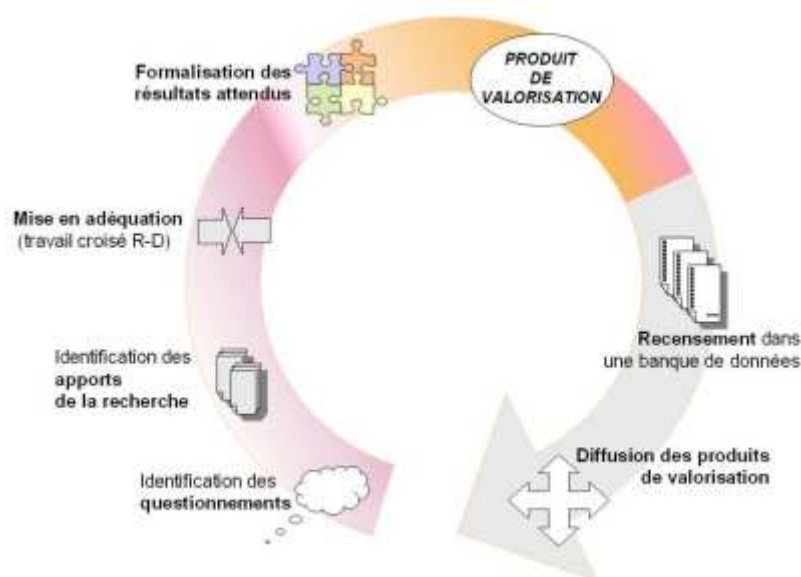 Formalisation des
résultats attendus
PRODUIT
DE
VALORISATION
Mise en adéquation
(travail croisé R-D)
Identification des
apports
de la recherche
Identification des
questionnements
Recensement dans
une banque de données
Diffusion des produits
de valorisation